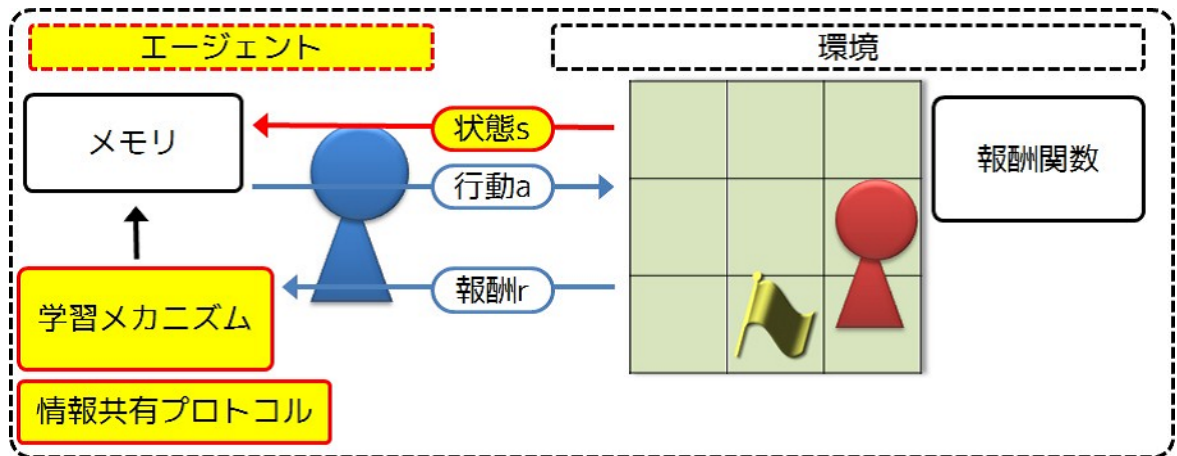 エージェント
環境
メモリ
状態s
行動a
報酬r
報酬関数
学習メカニズム
情報共有プロトコル